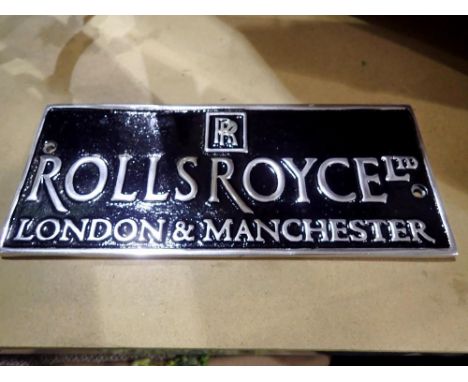 RR
ROLLS ROYCE LTD
LONDON & MANCHESTER